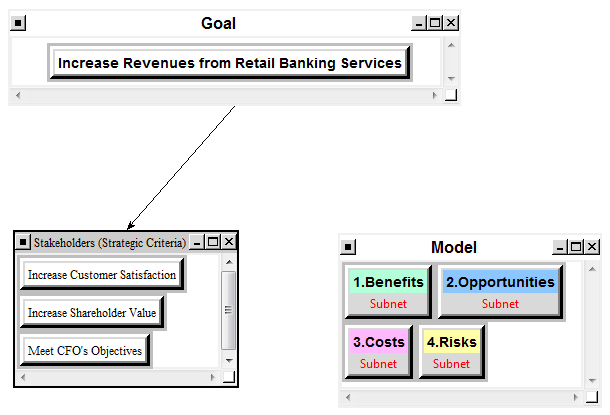 Goal
Increase Revenues from Retail Banking Services
Stakeholders (Strategic Criteria)
Increase Customer Satisfaction
Increase Shareholder Value
Meet CFO's Objectives
Model
1.Benefits
Subnet
2.Opportunities
Subnet
3.Costs
Subnet
4.Risks
Subnet